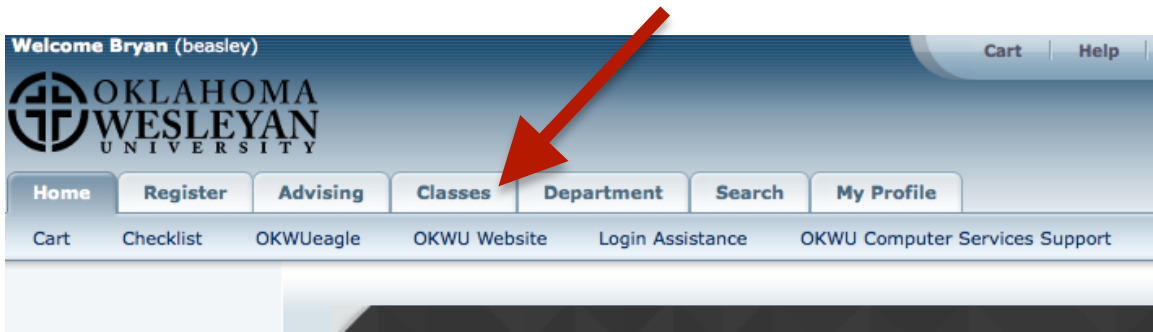 Welcome Bryan (beasley)
Cart Help
OKLAHOMA
WESLEYAN
UNIVERSITY
Home Register Advising Classes Department Search My Profile
Cart Checklist OKWUeagle OKWU Website Login Assistance OKWU Computer Services Support